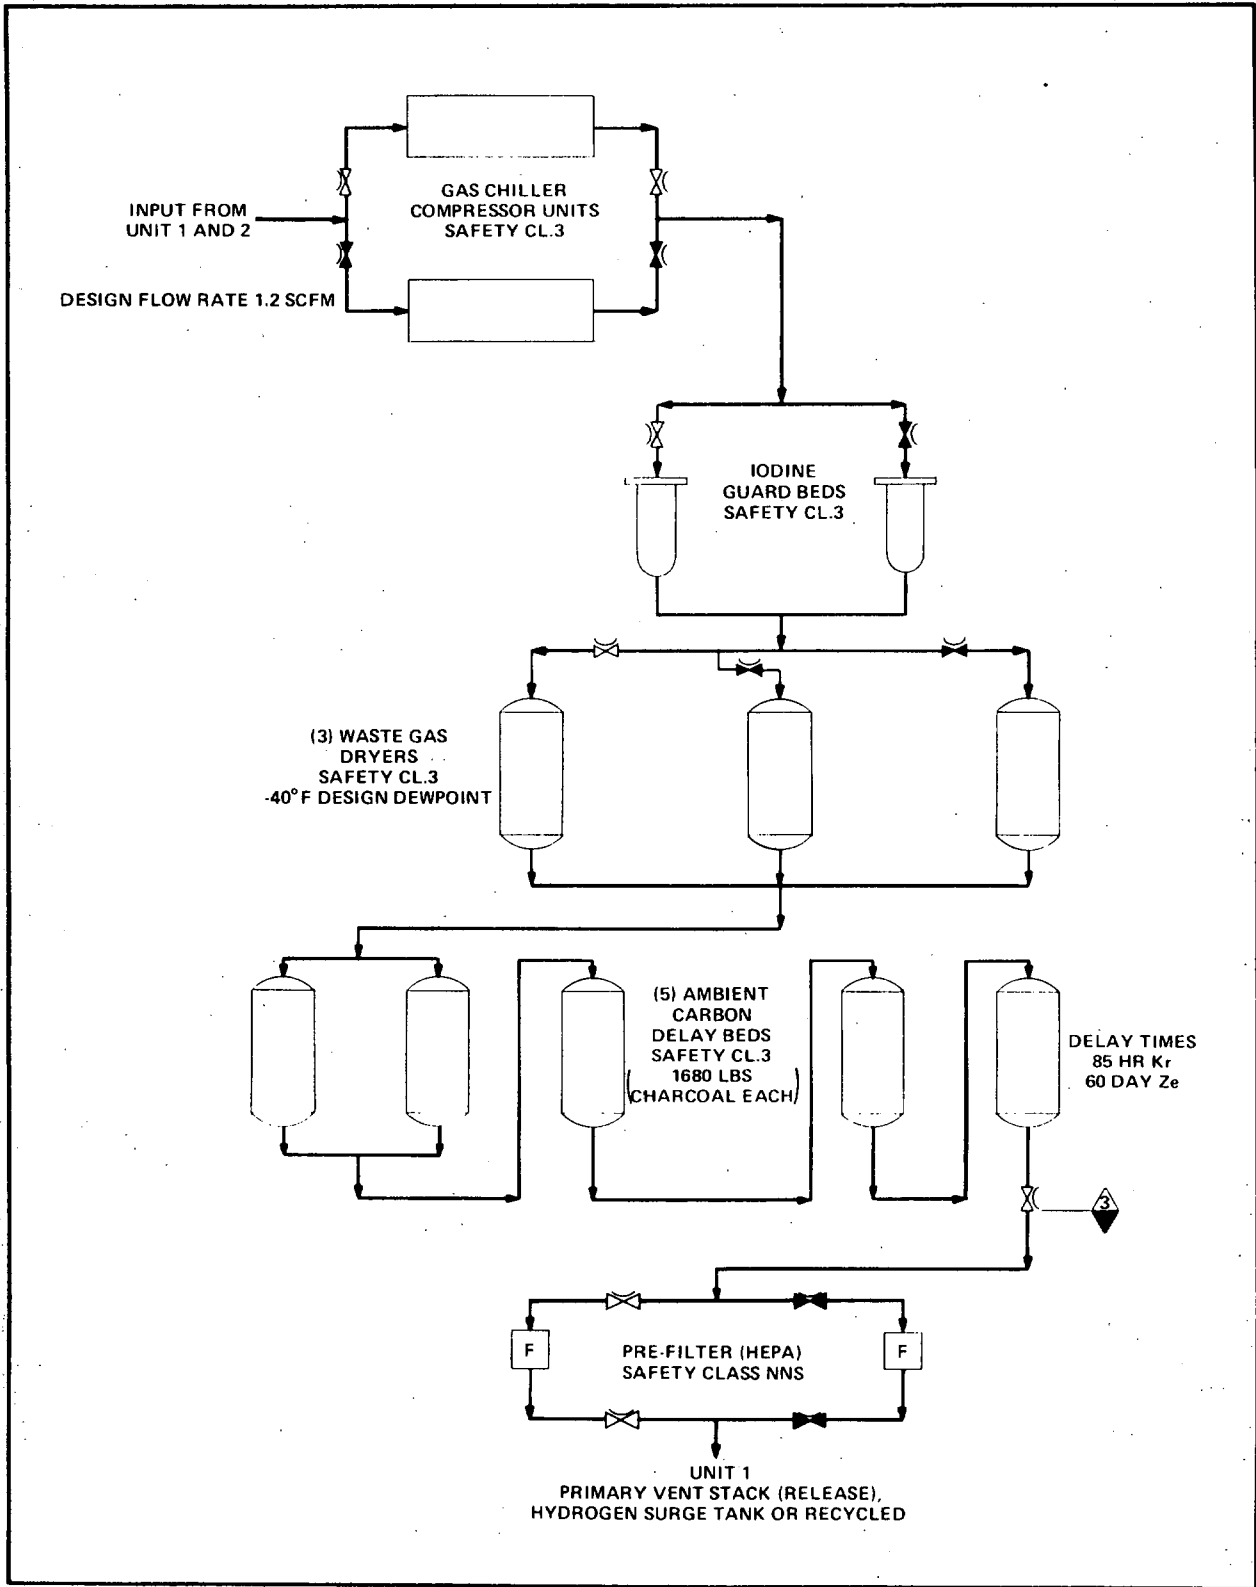 GAS CHILLER
COMPRESSOR UNITS
SAFETY CL.3
INPUT FROM
UNIT 1 AND 2
DESIGN FLOW RATE 1.2 SCFM
IODINE
GUARD BEDS
SAFETY CL.3
(3) WASTE GAS
DRYERS
SAFETY CL.3
-40°F DESIGN DEWPOINT
(5) AMBIENT
CARBON
DELAY BEDS
SAFETY CL.3
(1680 LBS
CHARCOAL EACH)
DELAY TIMES
85 HR Kr
60 DAY Ze
3
F
PRE-FILTER (HEPA)
SAFETY CLASS NNS
F
UNIT 1
PRIMARY VENT STACK (RELEASE),
HYDROGEN SURGE TANK OR RECYCLED